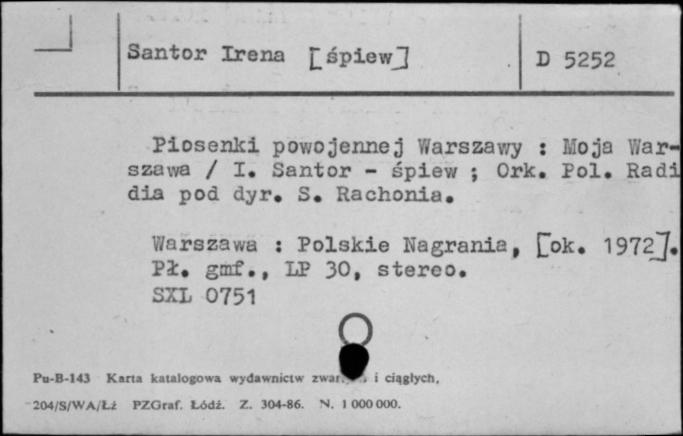 Santor Irena [śpiew]
D 5252
Piosenki powojennej Warszawy : Moja War-
szawa / I. Santor - śpiew ; Ork. Pol. Radi
dia pod dyr. S. Rachonia.
Warszawa : Polskie Nagrania, [ok. 1972].
Pł. gmf., LP 30, stereo.
SXL 0751
Pu-B-143 Karta katalogowa wydawnictw i ciągłych,
204/S/WA/Łż PZGraf. Łódź. Z. 304-86. N. 1 000 000.